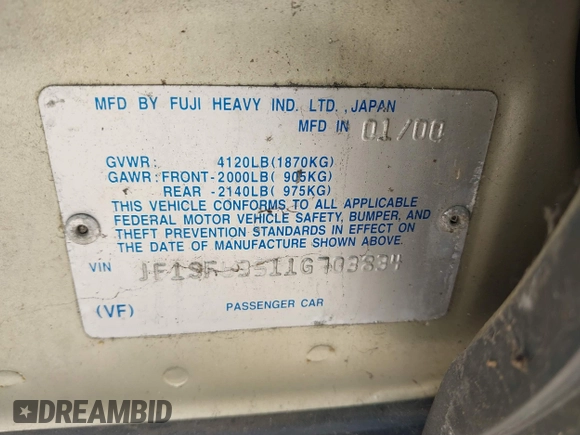 MFD BY FUJI HEAVY IND. LTD., JAPAN
MFD IN 01/00
GVWR: 4120LB(1870KG)
GAWR: FRONT-2000LB( 905KG)
REAR -2140LB( 975KG)
THIS VEHICLE CONFORMS TO ALL APPLICABLE
FEDERAL MOTOR VEHICLE SAFETY, BUMPER, AND
THEFT PREVENTION STANDARDS IN EFFECT ON
THE DATE OF MANUFACTURE SHOWN ABOVE.
VIN
(VF) PASSENGER CAR
DREAMBID